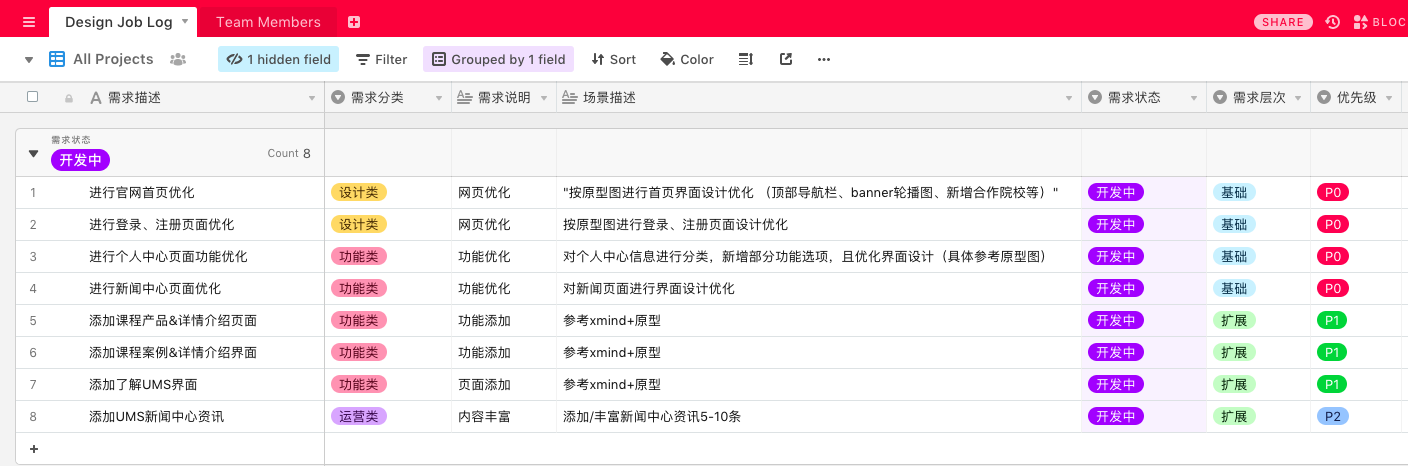 Design Job Log Team Members SHARE BLOC
All Projects 1 hidden field Filter Grouped by 1 field Sort Color
A 需求描述 需求分类 需求说明 场景描述 需求状态 需求层次 优先级
需求状态
开发中 Count 8
1 进行官网首页优化 设计类 网页优化 "按原型图进行首页界面设计优化 （顶部导航栏、banner轮播图、新增合作院校等）" 开发中 基础 P0
2 进行登录、注册页面优化 设计类 网页优化 按原型图进行登录、注册页面设计优化 开发中 基础 P0
3 进行个人中心页面功能优化 功能类 功能优化 对个人中心信息进行分类，新增部分功能选项，且优化界面设计（具体参考原型图） 开发中 基础 P0
4 进行新闻中心页面优化 功能类 功能优化 对新闻页面进行界面设计优化 开发中 基础 P0
5 添加课程产品&详情介绍页面 功能类 功能添加 参考xmind+原型 开发中 扩展 P1
6 添加课程案例&详情介绍界面 功能类 功能添加 参考xmind+原型 开发中 扩展 P1
7 添加了解UMS界面 功能类 页面添加 参考xmind+原型 开发中 扩展 P1
8 添加UMS新闻中心资讯 运营类 内容丰富 添加/丰富新闻中心资讯5-10条 开发中 扩展 P2